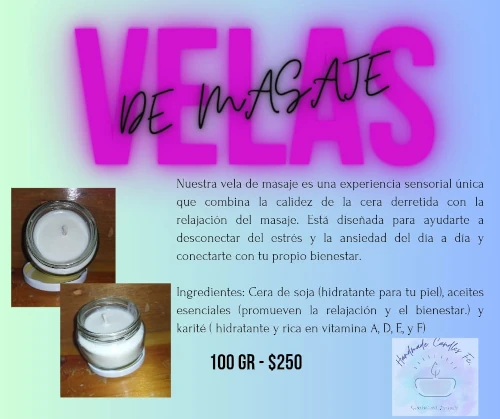 VELAS
DE MASAJE
Nuestra vela de masaje es una experiencia sensorial única
que combina la calidez de la cera derretida con la
relajación del masaje. Está diseñada para ayudarte a
desconectar del estrés y la ansiedad del día a día y
conectarte con tu propio bienestar.
Ingredientes: Cera de soja (hidratante para tu piel), aceites
esenciales (promueven la relajación y el bienestar.) y
karité ( hidratante y rica en vitamina A, D, E, y F)
100 GR - $250
Handmade Candles Fc